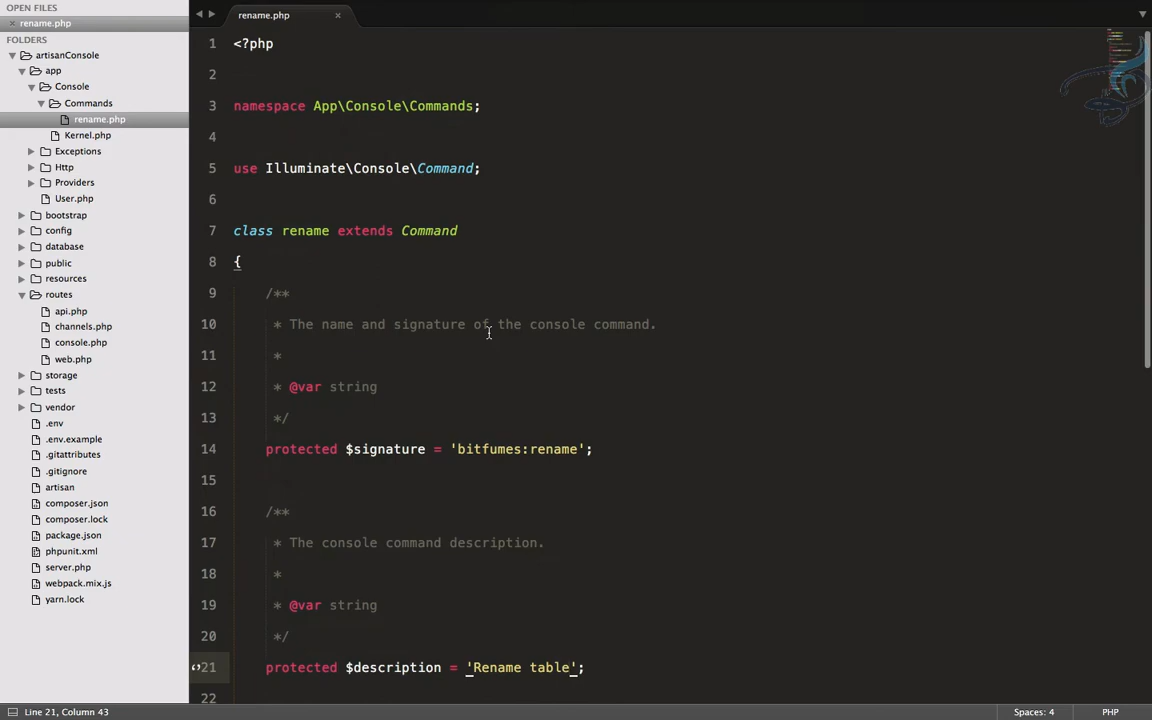 OPEN FILES
rename.php
FOLDERS
artisanConsole
app
Console
Commands
rename.php
Kernel.php
Exceptions
Http
Providers
User.php
bootstrap
config
database
public
resources
routes
api.php
channels.php
console.php
web.php
storage
tests
vendor
.env
.env.example
.gitattributes
.gitignore
artisan
composer.json
composer.lock
package.json
phpunit.xml
server.php
webpack.mix.js
yarn.lock
rename.php
1 <?php
2
3 namespace App\Console\Commands;
4
5 use Illuminate\Console\Command;
6
7 class rename extends Command
8 {
9 /**
10 * The name and signature of the console command.
11 *
12 * @var string
13 */
14 protected $signature = 'bitfumes:rename';
15
16 /**
17 * The console command description.
18 *
19 * @var string
20 */
21 protected $description = 'Rename table';
22
Line 21, Column 43
Spaces: 4
PHP